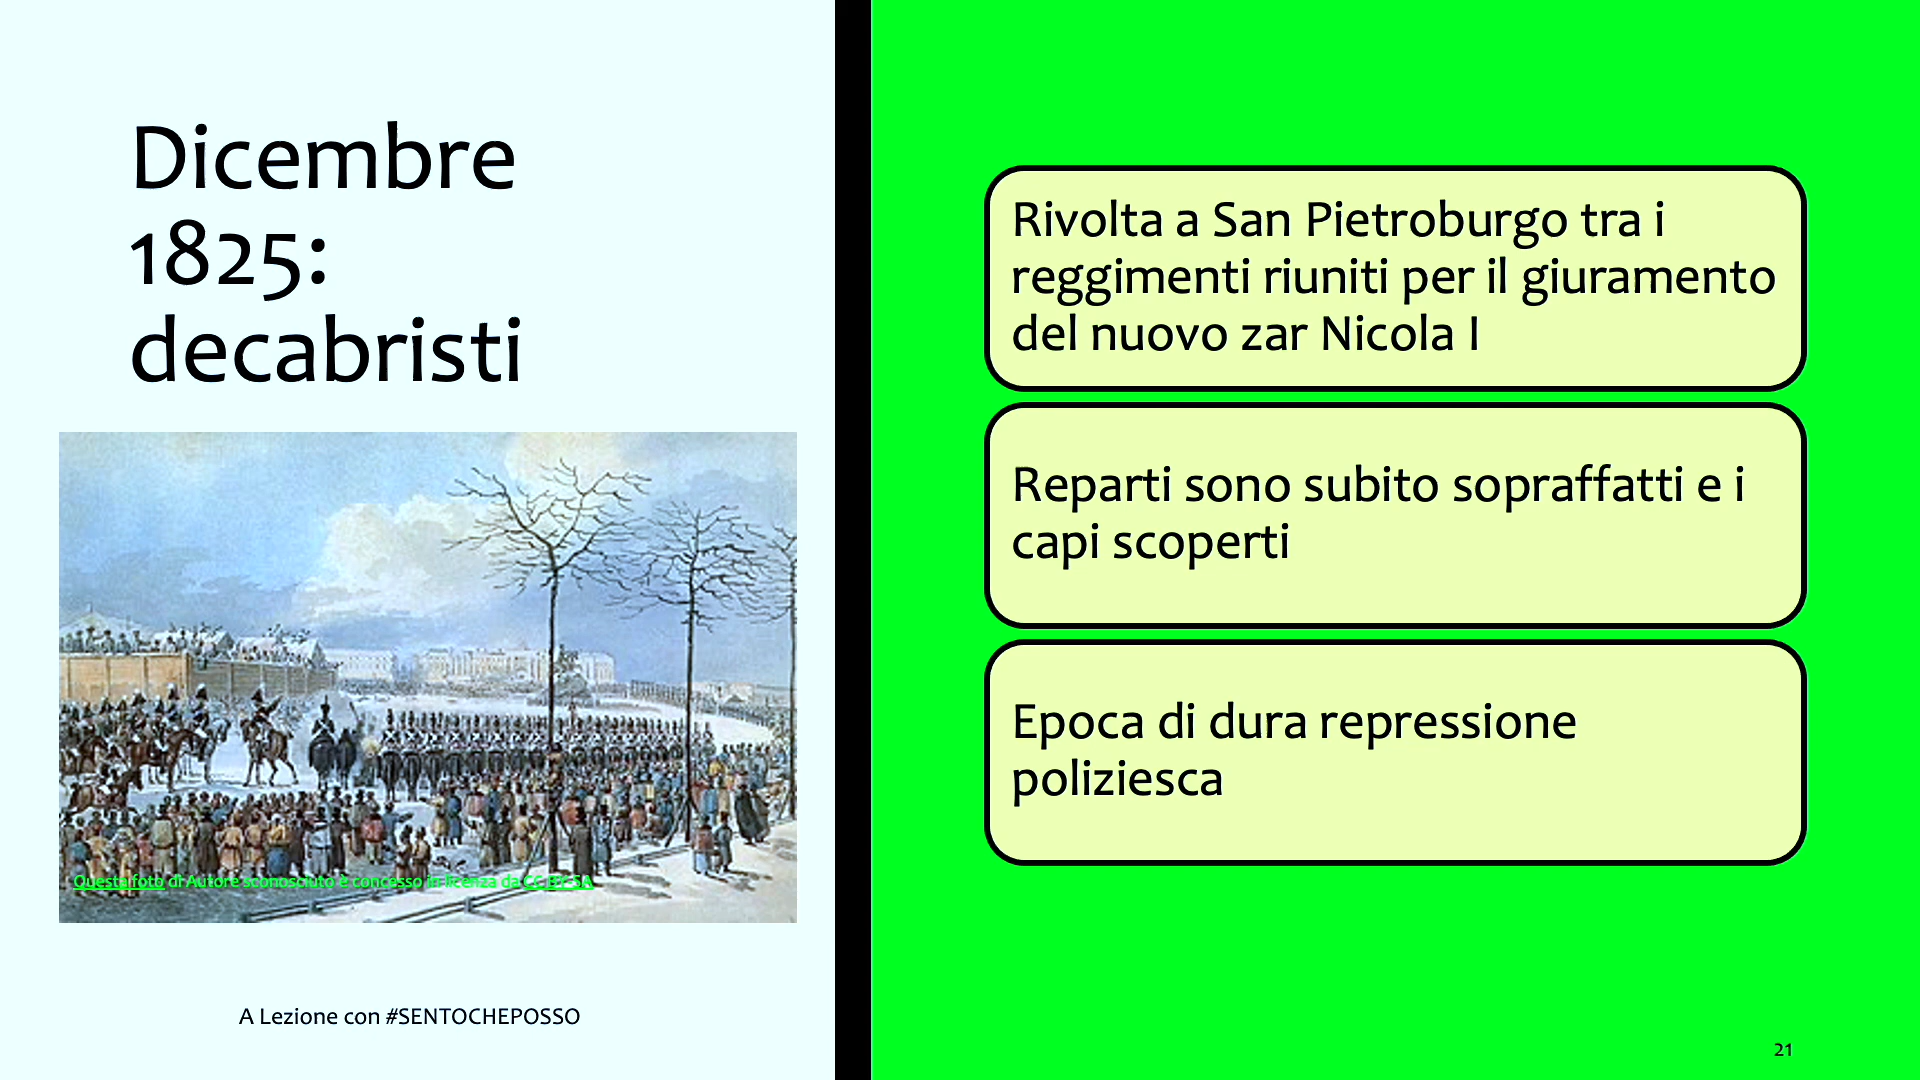 Dicembre
1825:
decabristi
Questa foto di Autore sconosciuto è concesso in licenza da CC BY-SA
A Lezione con #SENTOCHEPOSSO
Rivolta a San Pietroburgo tra i
reggimenti riuniti per il giuramento
del nuovo zar Nicola I
Reparti sono subito sopraffatti e i
capi scoperti
Epoca di dura repressione
poliziesca
21